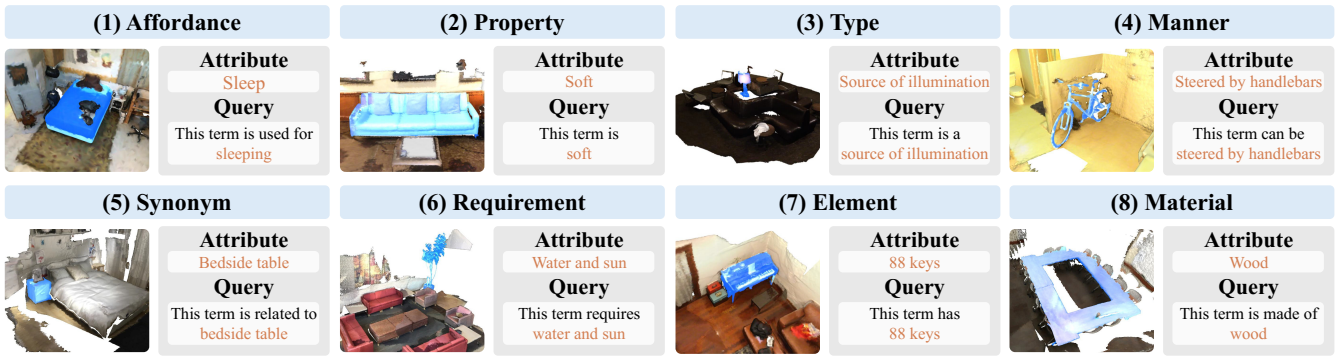 (1) Affordance
Attribute
Sleep
Query
This term is used for
sleeping
(2) Property
Attribute
Soft
Query
This term is
soft
(3) Type
Attribute
Source of illumination
Query
This term is a
source of illumination
(4) Manner
Attribute
Steered by handlebars
Query
This term can be
steered by handlebars
(5) Synonym
Attribute
Bedside table
Query
This term is related to
bedside table
(6) Requirement
Attribute
Water and sun
Query
This term requires
water and sun
(7) Element
Attribute
88 keys
Query
This term has
88 keys
(8) Material
Attribute
Wood
Query
This term is made of
wood